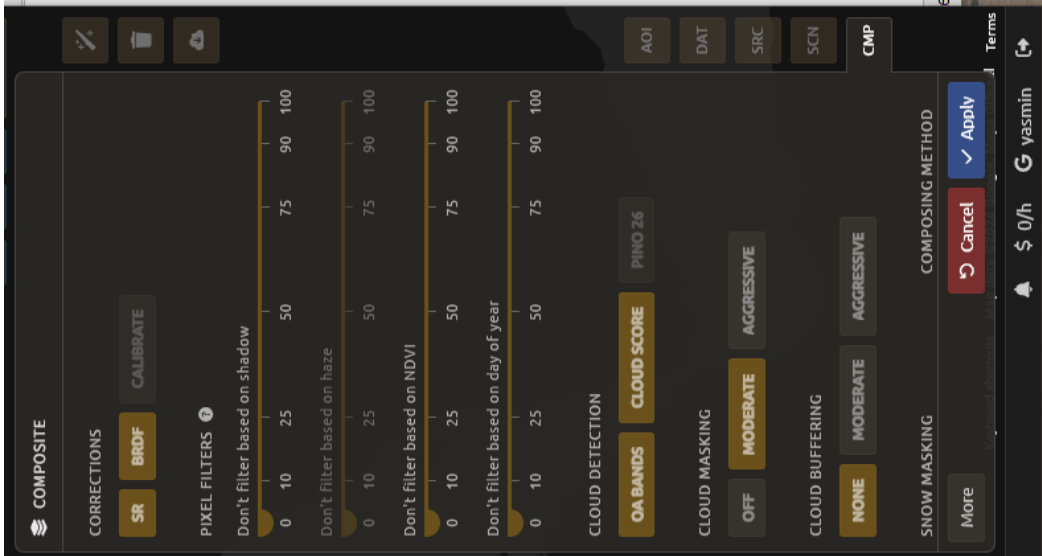 COMPOSITE
CORRECTIONS
SR BRDF CALIBRATE
PIXEL FILTERS ?
Don't filter based on shadow
0 10 25 50 75 90 100
Don't filter based on haze
0 10 25 50 75 90 100
Don't filter based on NDVI
0 10 25 50 75 90 100
Don't filter based on day of year
0 10 25 50 75 90 100
CLOUD DETECTION
QA BANDS CLOUD SCORE PINO 26
CLOUD MASKING
OFF MODERATE AGGRESSIVE
CLOUD BUFFERING
NONE MODERATE AGGRESSIVE
SNOW MASKING COMPOSING METHOD
More Cancel Apply
AOI
DAT
SRC
SCN
CMP
Terms
$ 0/h G yasmin